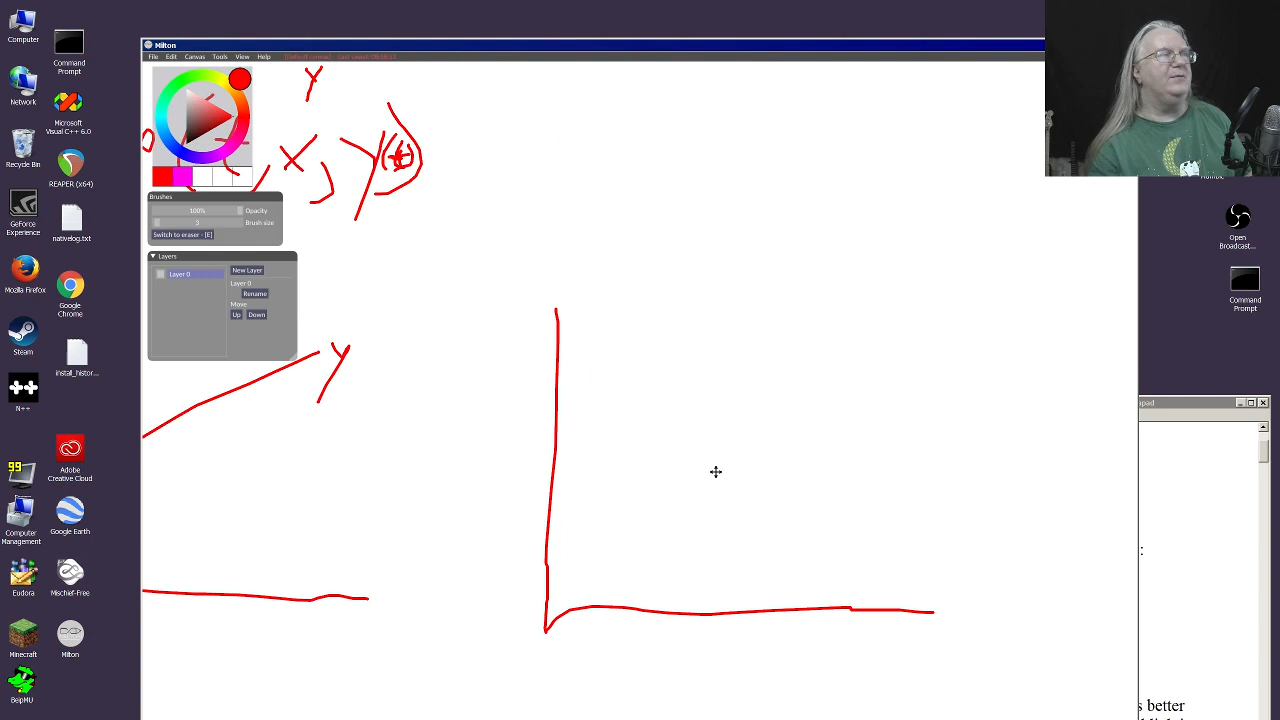 Milton
File Edit Canvas Tools View Help
Y
X, Y(t)
Brushes
100% Opacity
3 Brush size
Switch to eraser - [E]
Layers
Layer 0
New Layer
Layer 0
Rename
Move
Up Down
Y
Computer
Command Prompt
Network
Microsoft Visual C++ 6.0
Recycle Bin
REAPER (x64)
GeForce Experience
nativelog.txt
Mozilla Firefox
Google Chrome
Steam
install_histor...
N++
Adobe Creative Cloud
99
Computer Management
Google Earth
Eudora
Mischief-Free
Minecraft
Milton
BeipMU
Open Broadcast...
Command Prompt
:
s better